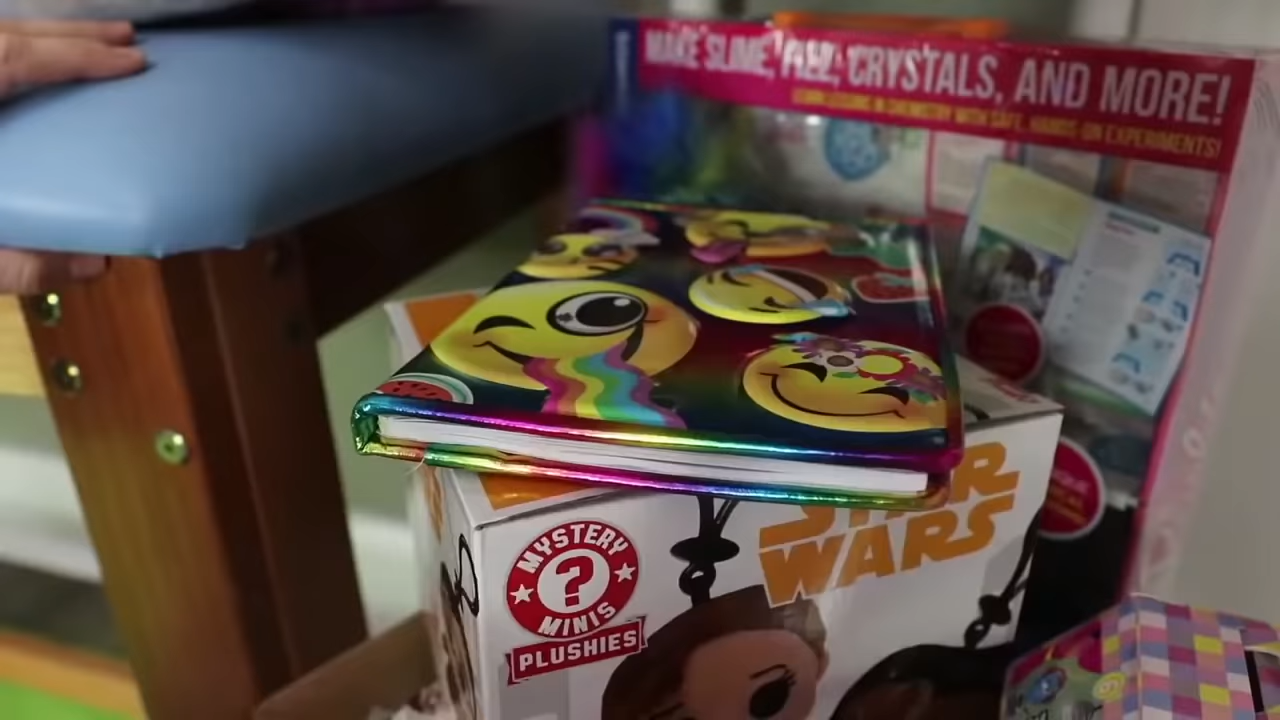 MAKE SLIME, FIZZ, CRYSTALS, AND MORE!
LEARN LESSONS IN CHEMISTRY WITH SAFE, HANDS-ON EXPERIMENTS!
STAR
WARS
MYSTERY
?
MINIS
PLUSHIES